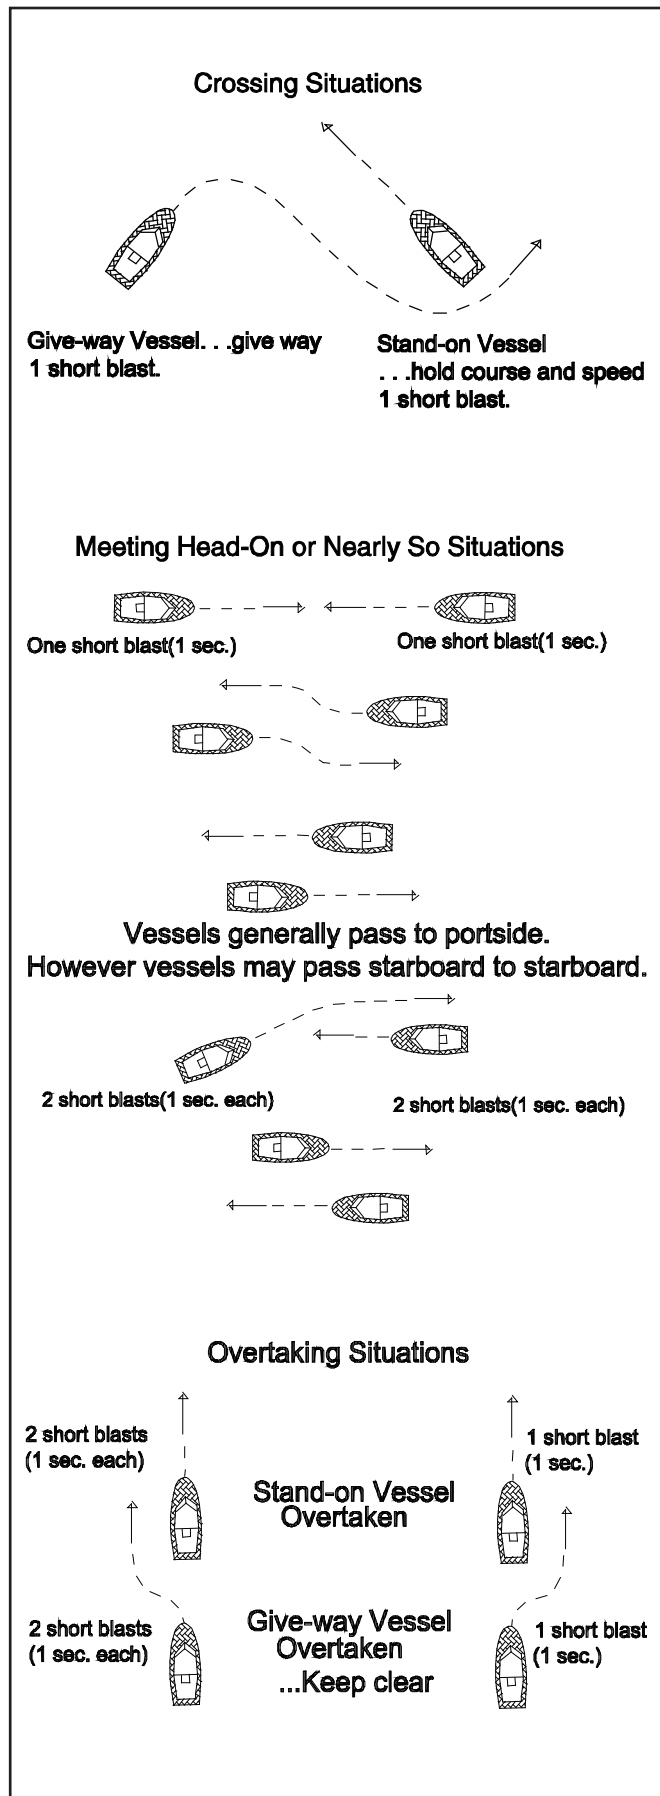 Crossing Situations
Give-way Vessel. . .give way
1 short blast.
Stand-on Vessel
. . .hold course and speed
1 short blast.
Meeting Head-On or Nearly So Situations
One short blast(1 sec.)
One short blast(1 sec.)
Vessels generally pass to portside.
However vessels may pass starboard to starboard.
2 short blasts(1 sec. each)
2 short blasts(1 sec. each)
Overtaking Situations
2 short blasts
(1 sec. each)
1 short blast
(1 sec.)
Stand-on Vessel
Overtaken
2 short blasts
(1 sec. each)
Give-way Vessel
Overtaken
...Keep clear
1 short blast
(1 sec.)